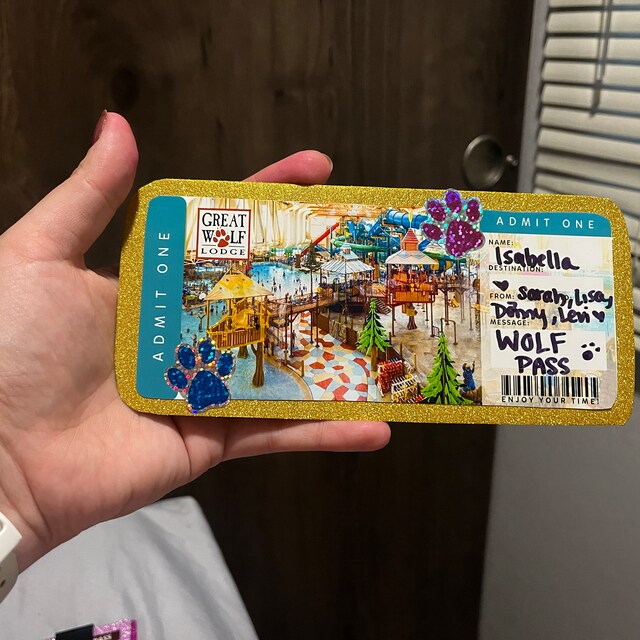 ADMIT ONE
GREAT
WOLF
LODGE
ADMIT ONE
NAME:
Isabella
DESTINATION:
FROM: ♥ Sarah, Lisa,
Danny, Levi ♥
MESSAGE:
WOLF
PASS
ENJOY YOUR TIME!